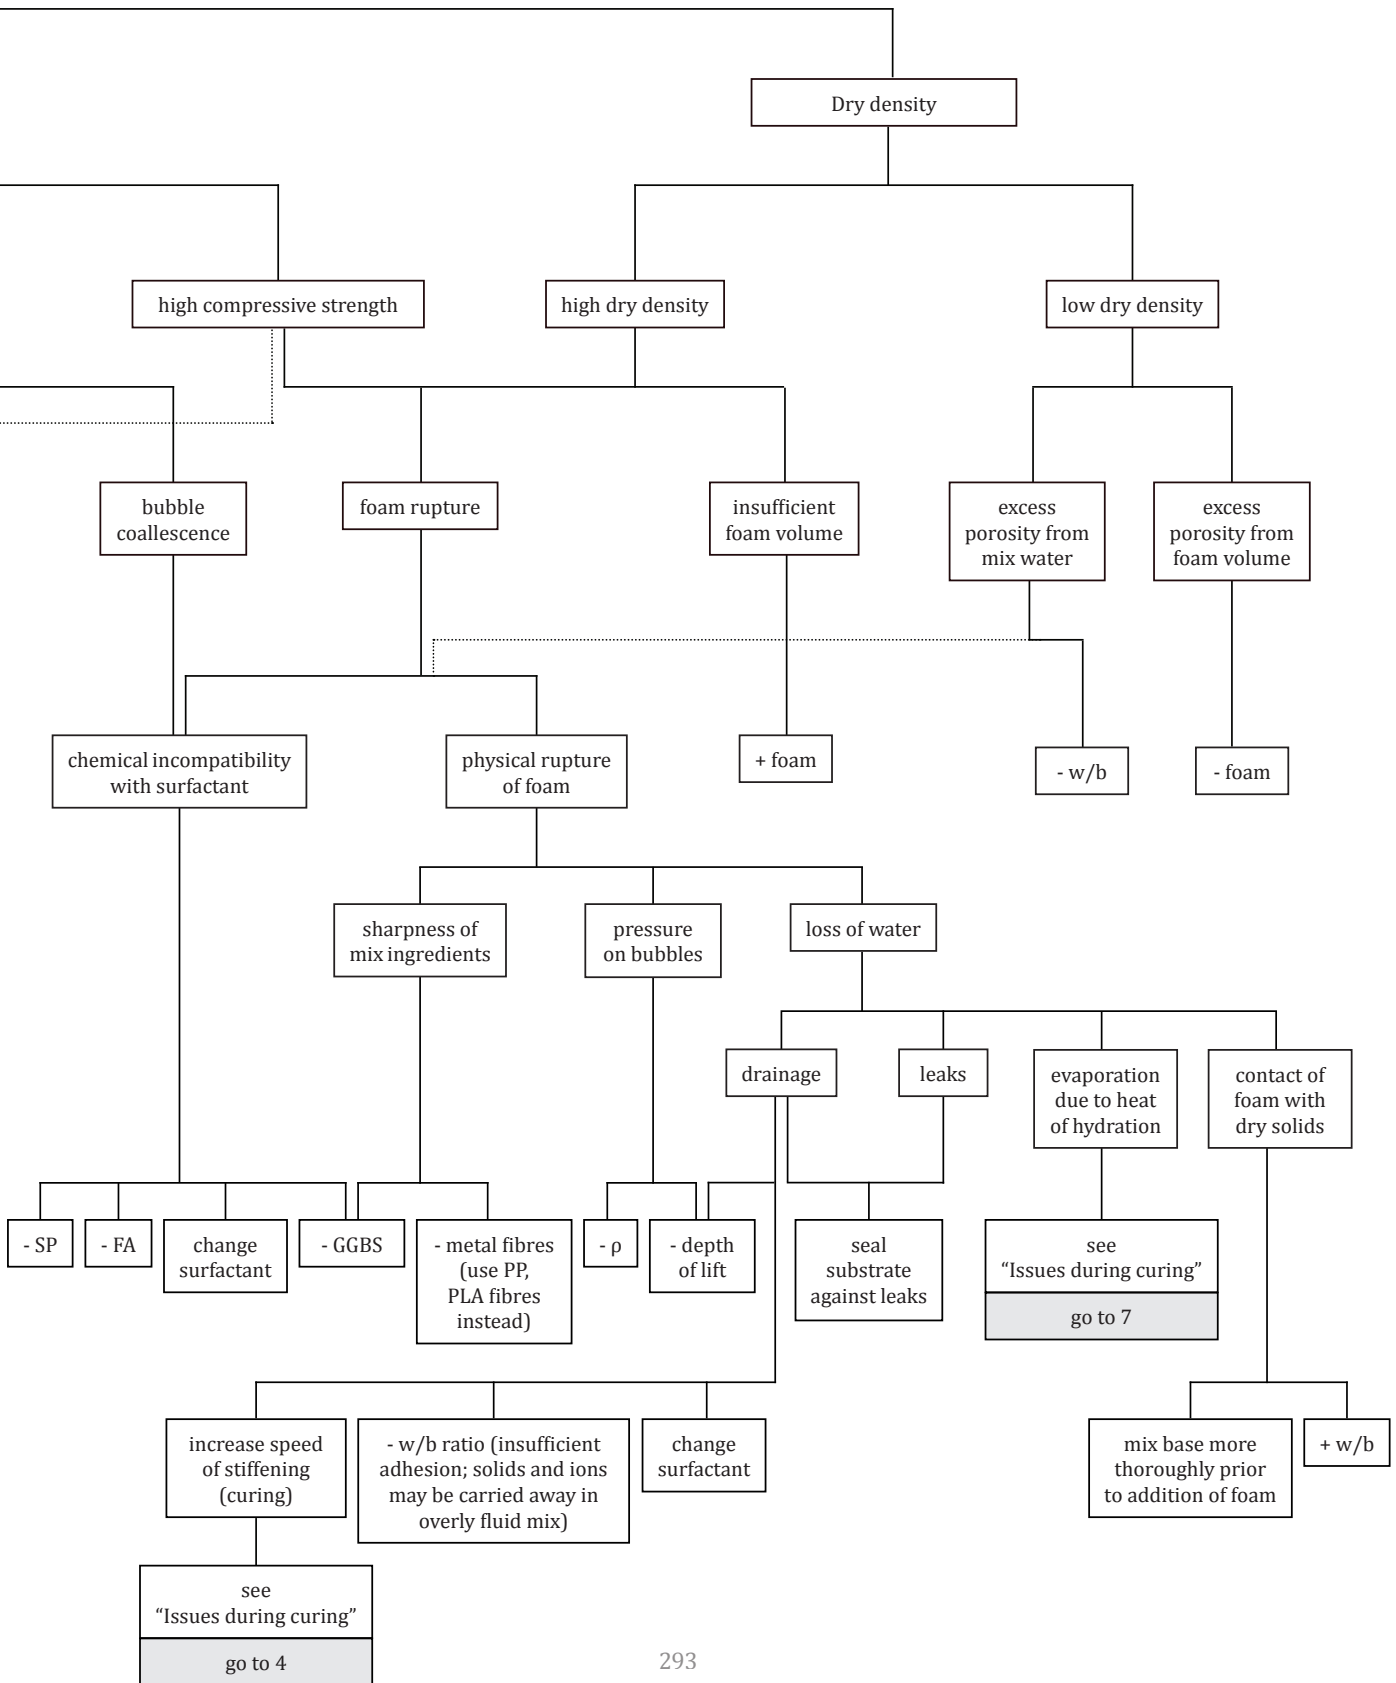 Dry density
high compressive strength
high dry density
low dry density
bubble
coallescence
foam rupture
insufficient
foam volume
excess
porosity from
mix water
excess
porosity from
foam volume
chemical incompatibility
with surfactant
physical rupture
of foam
+ foam
- w/b
- foam
sharpness of
mix ingredients
pressure
on bubbles
loss of water
drainage
leaks
evaporation
due to heat
of hydration
contact of
foam with
dry solids
- SP
- FA
change
surfactant
- GGBS
- metal fibres
(use PP,
PLA fibres
instead)
- ρ
- depth
of lift
seal
substrate
against leaks
see
“Issues during curing”
go to 7
increase speed
of stiffening
(curing)
- w/b ratio (insufficient
adhesion; solids and ions
may be carried away in
overly fluid mix)
change
surfactant
mix base more
thoroughly prior
to addition of foam
+ w/b
see
“Issues during curing”
go to 4
293